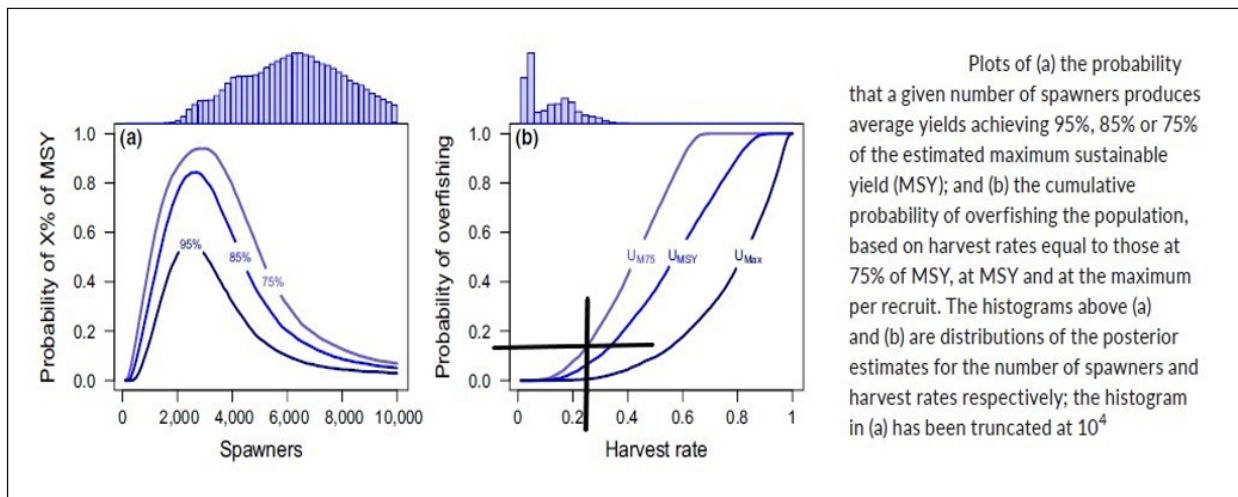 (a)
Probability of X% of MSY
1.0
0.8
0.6
0.4
0.2
0.0
95%
85%
75%
0 2,000 4,000 6,000 8,000 10,000
Spawners
(b)
Probability of overfishing
1.0
0.8
0.6
0.4
0.2
0.0
U_M75 U_MSY U_Max
0 0.2 0.4 0.6 0.8 1
Harvest rate
Plots of (a) the probability
that a given number of spawners produces
average yields achieving 95%, 85% or 75%
of the estimated maximum sustainable
yield (MSY); and (b) the cumulative
probability of overfishing the population,
based on harvest rates equal to those at
75% of MSY, at MSY and at the maximum
per recruit. The histograms above (a)
and (b) are distributions of the posterior
estimates for the number of spawners and
harvest rates respectively; the histogram
in (a) has been truncated at 10⁴